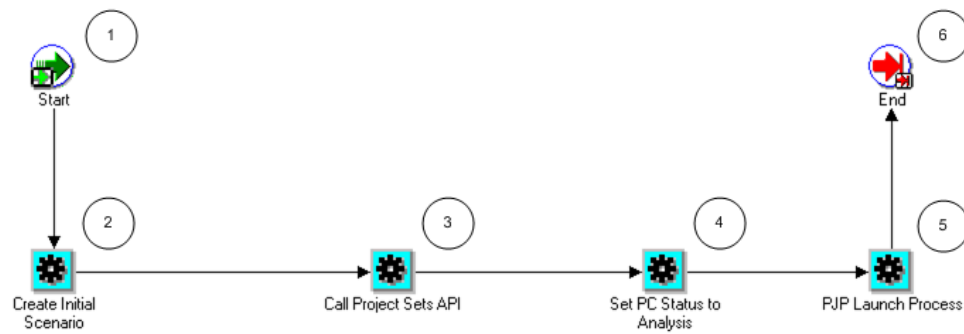 1
6
Start
End
2
3
4
5
Create Initial
Scenario
Call Project Sets API
Set PC Status to
Analysis
PJP Launch Process